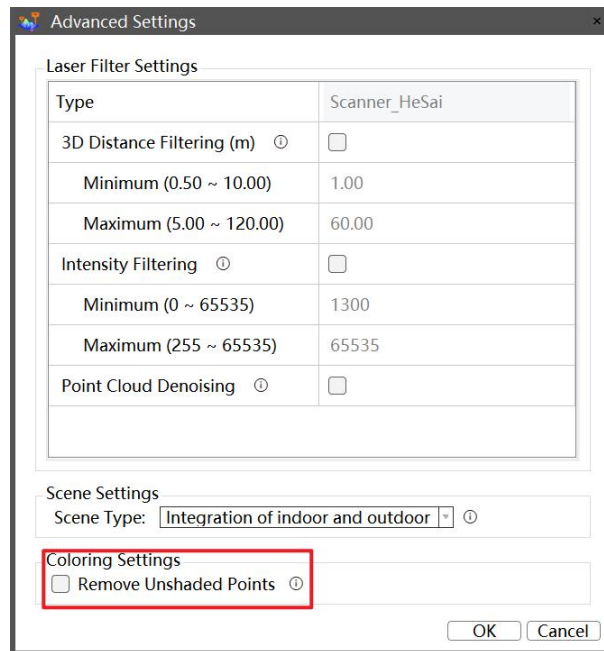 Advanced Settings
Laser Filter Settings
Type Scanner_HeSai
3D Distance Filtering (m)
Minimum (0.50 ~ 10.00) 1.00
Maximum (5.00 ~ 120.00) 60.00
Intensity Filtering
Minimum (0 ~ 65535) 1300
Maximum (255 ~ 65535) 65535
Point Cloud Denoising
Scene Settings
Scene Type: Integration of indoor and outdoor
Coloring Settings
Remove Unshaded Points
OK Cancel